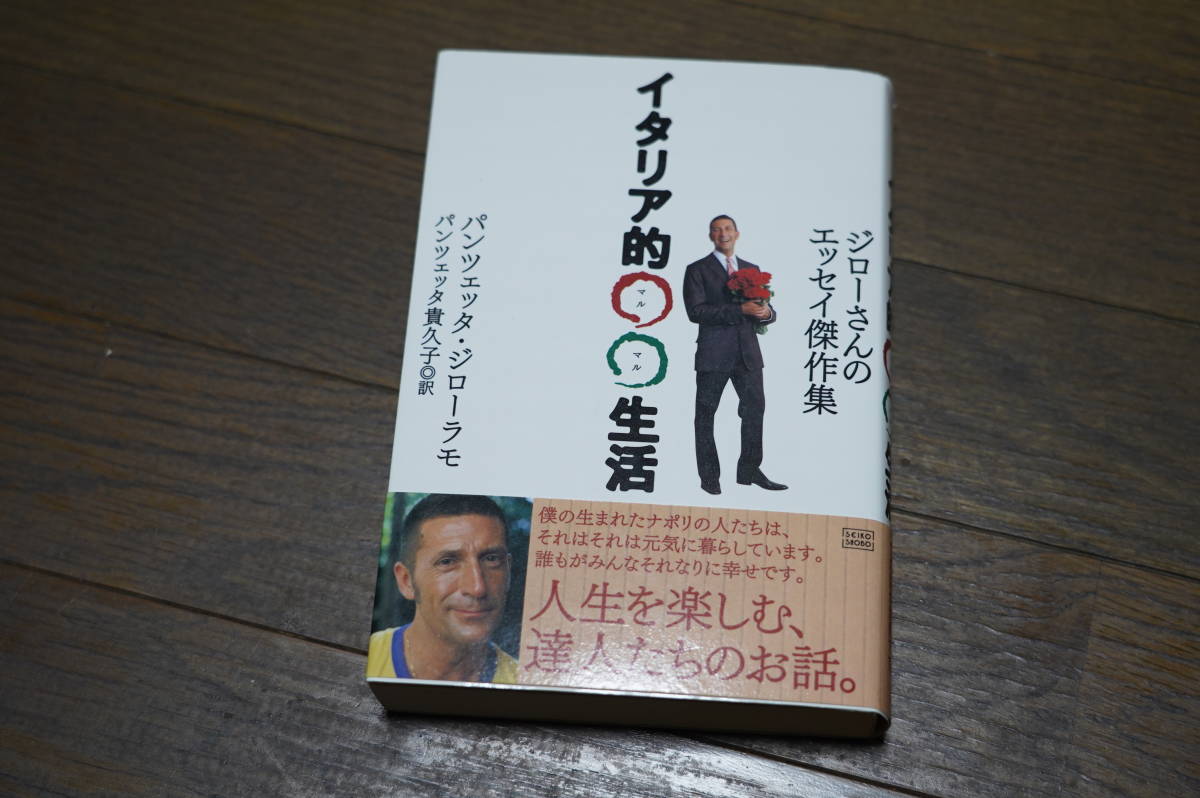 ジローさんの
エッセイ傑作集
イタリア的
マル
マル
生活
パンツェッタ・ジローラモ
パンツェッタ貴久子◎訳
僕の生まれたナポリの人たちは、
それはそれは元気に暮らしています。
誰もがみんなそれなりに幸せです。
人生を楽しむ、
達人たちのお話。
SEIKO
SHOBO